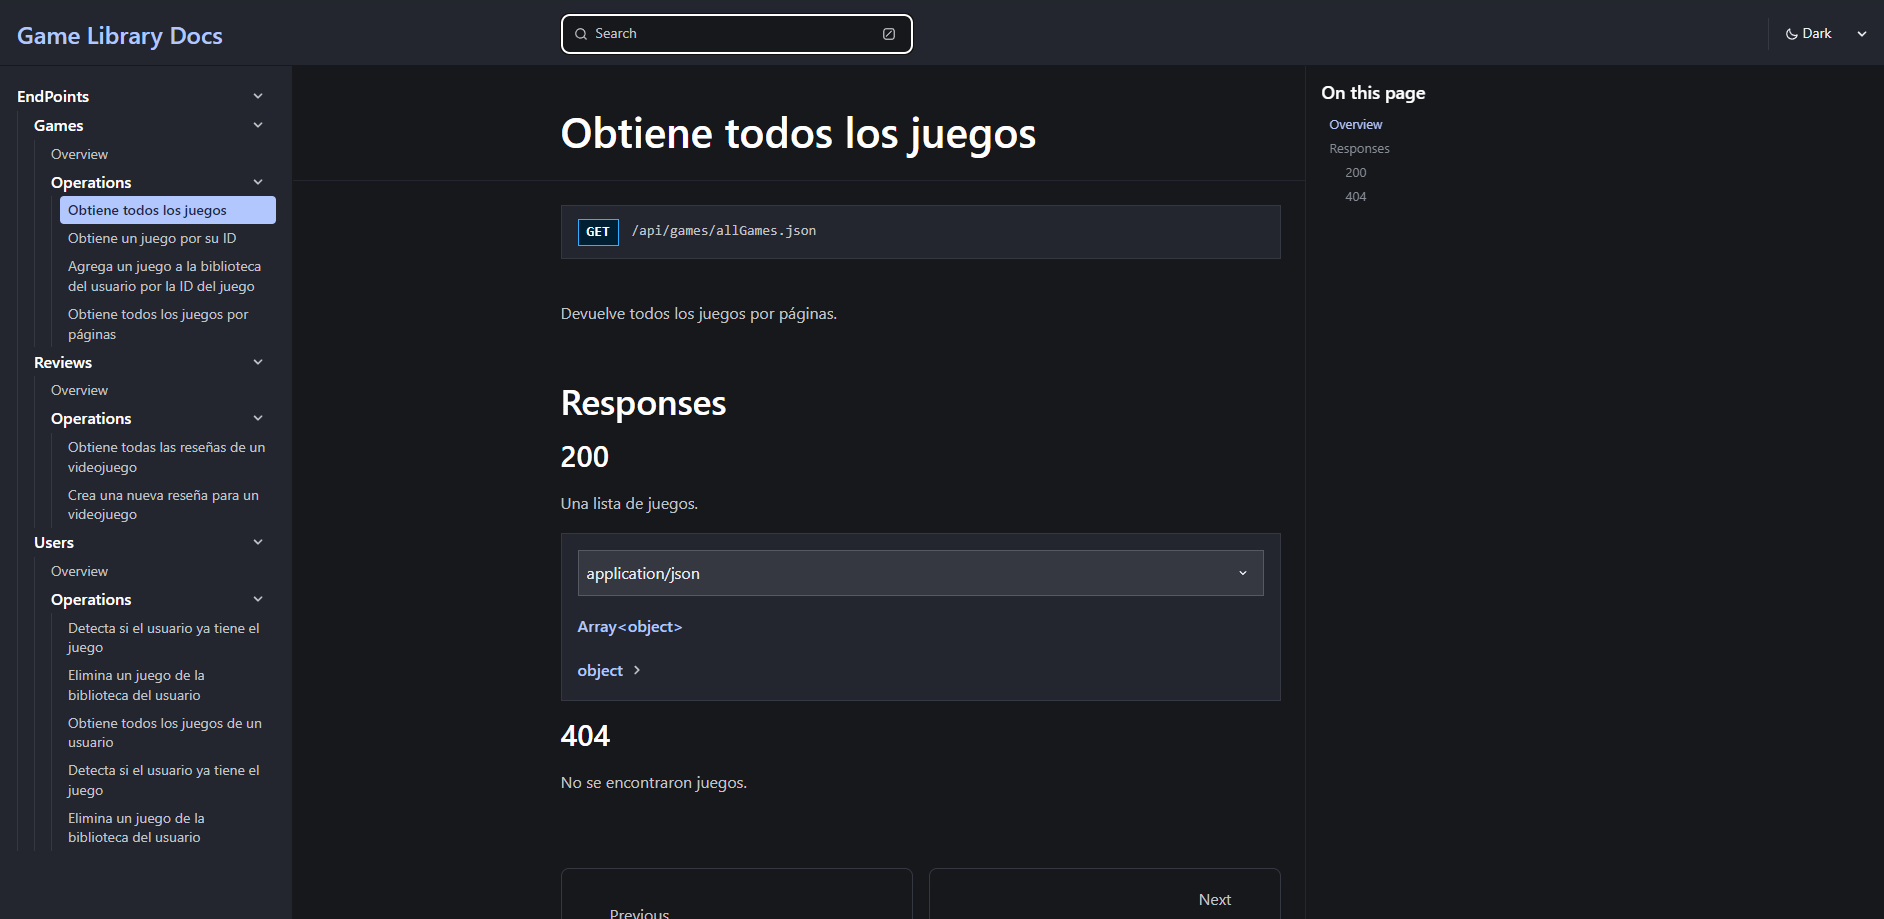 Game Library Docs
Search
Dark
EndPoints
Games
Overview
Operations
Obtiene todos los juegos
Obtiene un juego por su ID
Agrega un juego a la biblioteca
del usuario por la ID del juego
Obtiene todos los juegos por
páginas
Reviews
Overview
Operations
Obtiene todas las reseñas de un
videojuego
Crea una nueva reseña para un
videojuego
Users
Overview
Operations
Detecta si el usuario ya tiene el
juego
Elimina un juego de la
biblioteca del usuario
Obtiene todos los juegos de un
usuario
Detecta si el usuario ya tiene el
juego
Elimina un juego de la
biblioteca del usuario
Obtiene todos los juegos
GET /api/games/allGames.json
Devuelve todos los juegos por páginas.
Responses
200
Una lista de juegos.
application/json
Array<object>
object
404
No se encontraron juegos.
Previous
Next
On this page
Overview
Responses
200
404